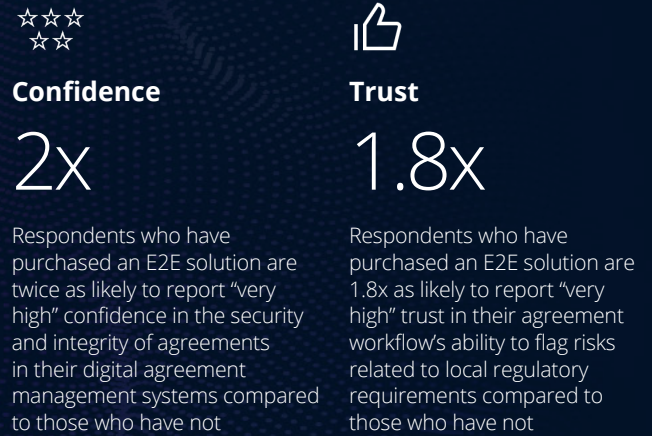 Confidence
2x
Respondents who have
purchased an E2E solution are
twice as likely to report “very
high” confidence in the security
and integrity of agreements
in their digital agreement
management systems compared
to those who have not
Trust
1.8x
Respondents who have
purchased an E2E solution are
1.8x as likely to report “very
high” trust in their agreement
workflow’s ability to flag risks
related to local regulatory
requirements compared to
those who have not